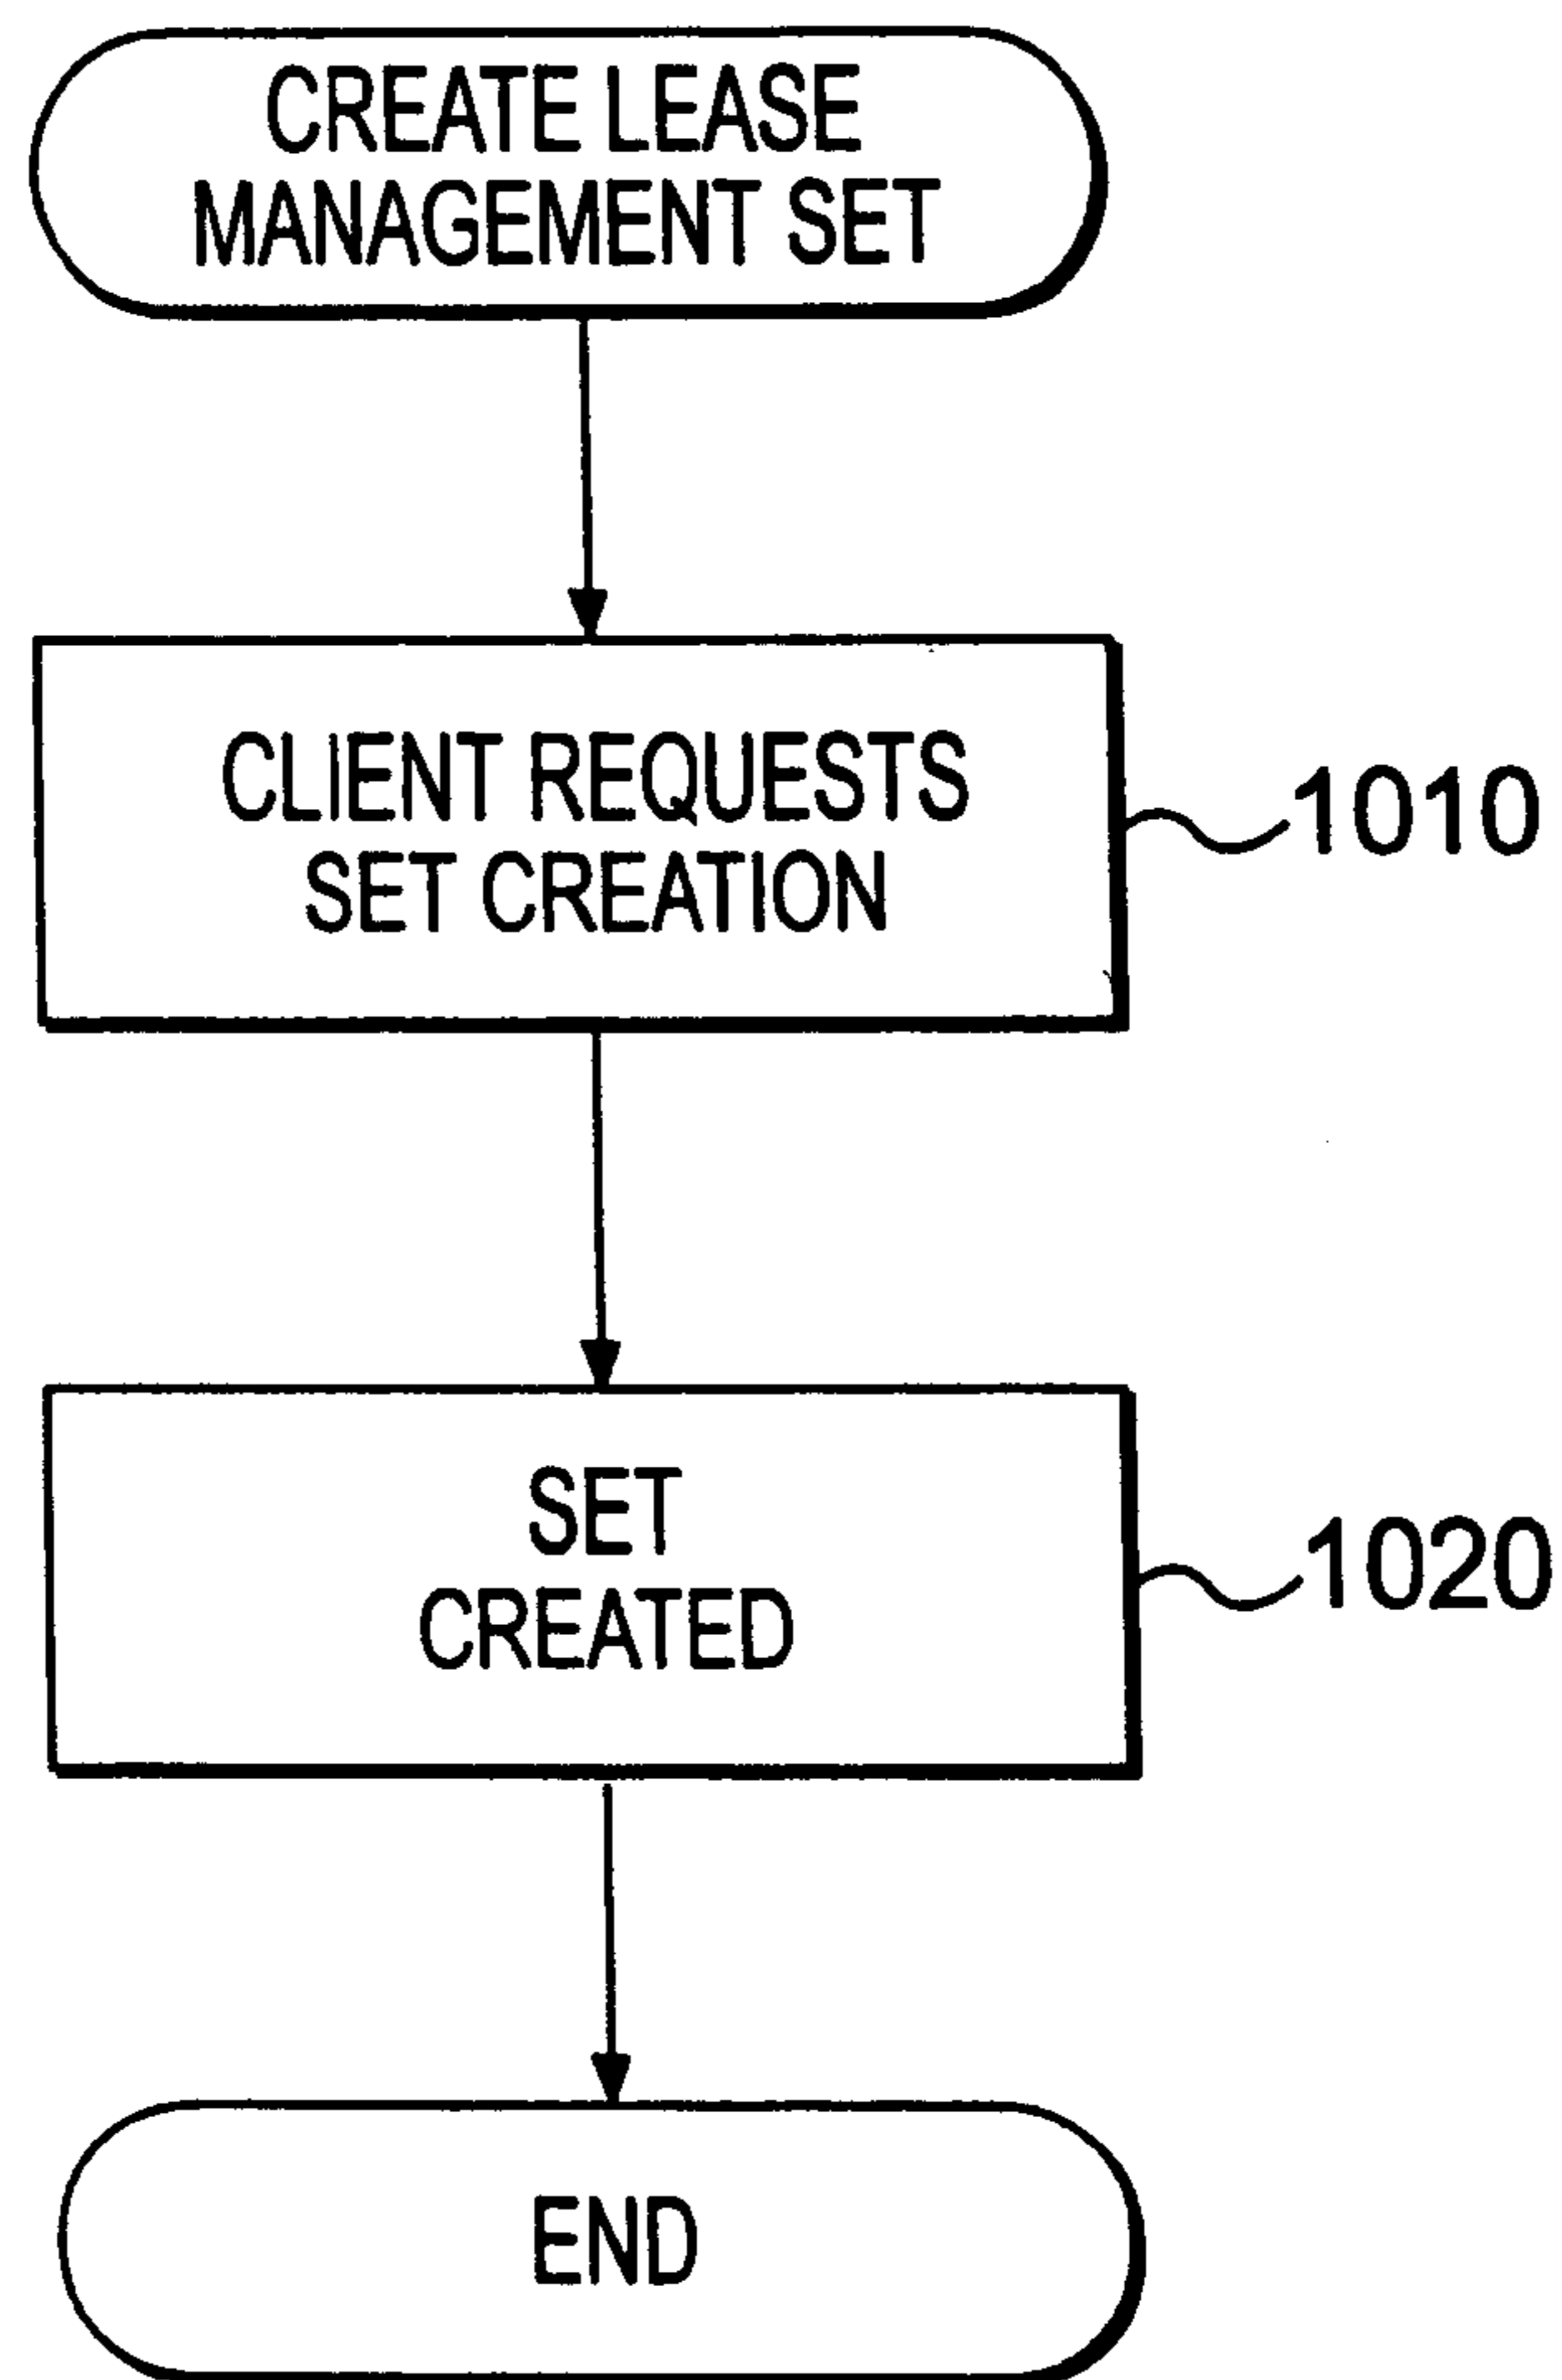 CREATE LEASE
MANAGEMENT SET
CLIENT REQUESTS
SET CREATION
1010
SET
CREATED
1020
END